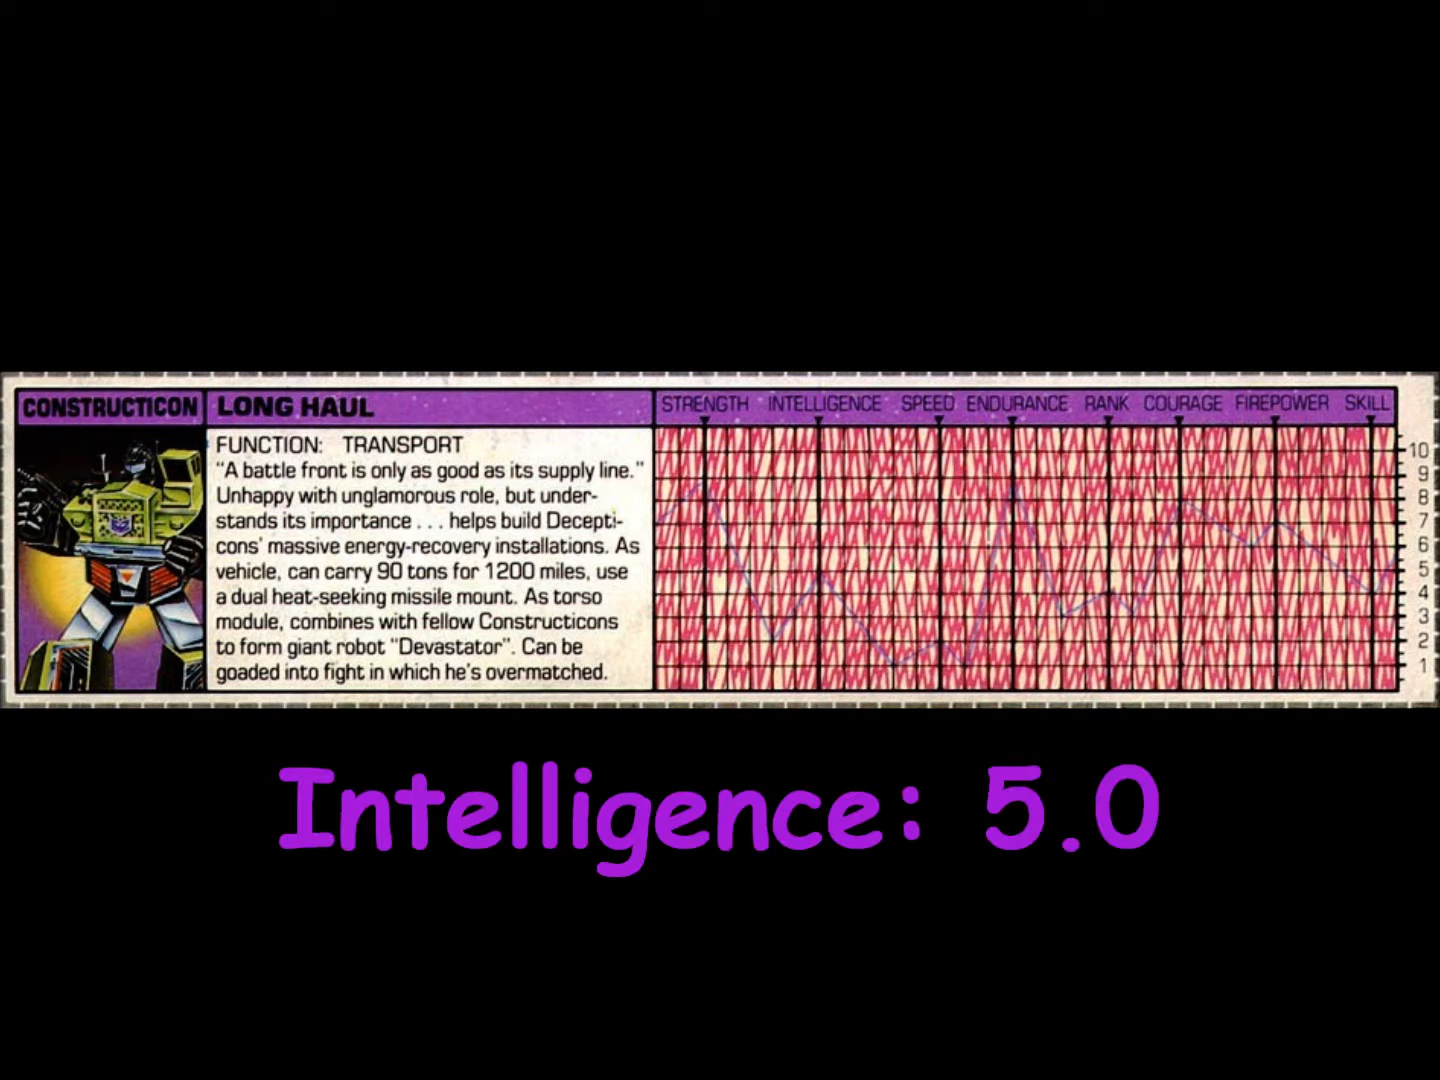 CONSTRUCTICON LONG HAUL STRENGTH INTELLIGENCE SPEED ENDURANCE RANK COURAGE FIREPOWER SKILL
FUNCTION: TRANSPORT
"A battle front is only as good as its supply line."
Unhappy with unglamorous role, but under-
stands its importance . . . helps build Decepti-
cons' massive energy-recovery installations. As
vehicle, can carry 90 tons for 1200 miles, use
a dual heat-seeking missile mount. As torso
module, combines with fellow Constructicons
to form giant robot "Devastator". Can be
goaded into fight in which he's overmatched.
10
9
8
7
6
5
4
3
2
1
Intelligence: 5.0